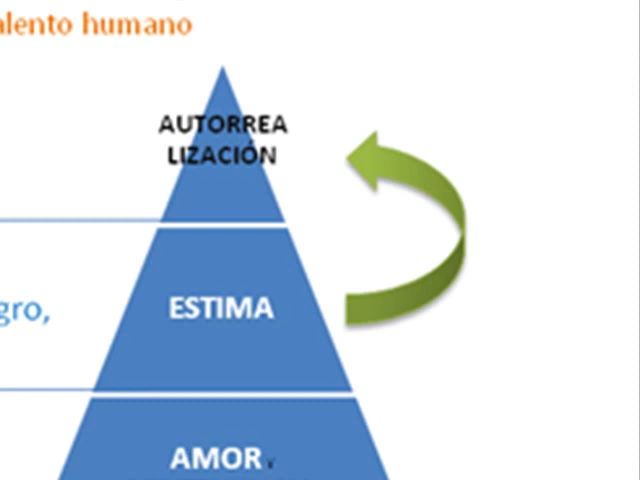 alento humano
AUTORREA
LIZACIÓN
ESTIMA
gro,
AMOR Y